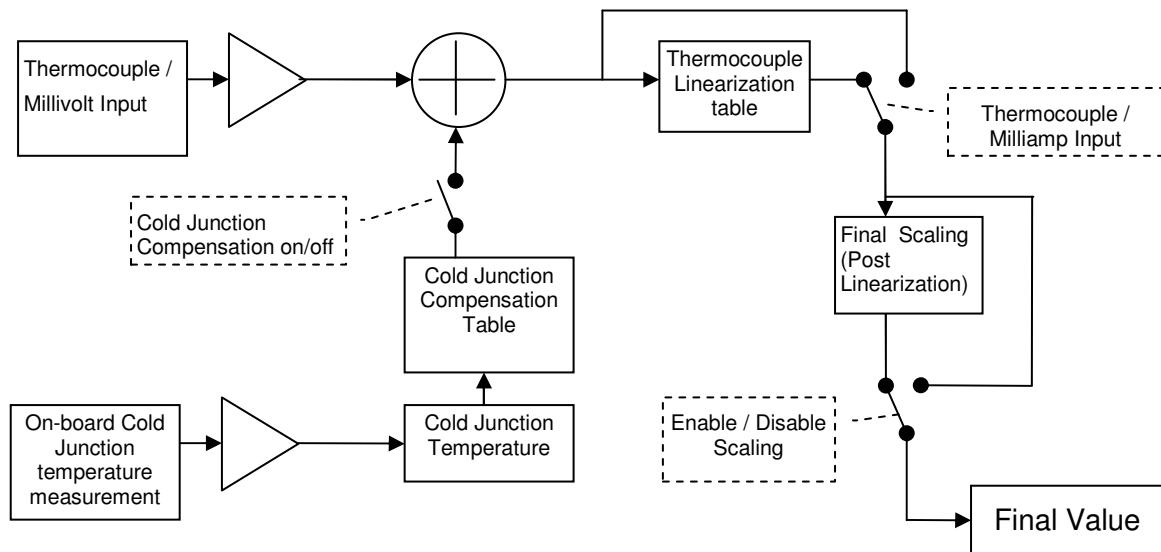 Thermocouple /
Millivolt Input
Thermocouple
Linearization
table
Thermocouple /
Milliamp Input
Cold Junction
Compensation on/off
Final Scaling
(Post
Linearization)
Cold Junction
Compensation
Table
On-board Cold
Junction
temperature
measurement
Cold Junction
Temperature
Enable / Disable
Scaling
Final Value